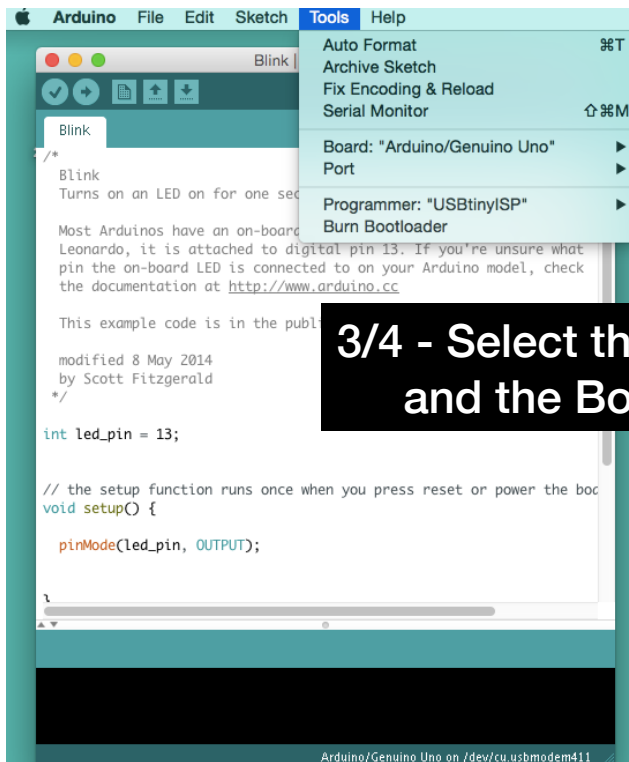 Arduino File Edit Sketch Tools Help
Blink |
Auto Format ⌘T
Archive Sketch
Fix Encoding & Reload
Serial Monitor ⇧⌘M
Board: "Arduino/Genuino Uno"
Port
Programmer: "USBtinyISP"
Burn Bootloader
Blink
/*
Blink
Turns on an LED on for one sec
Most Arduinos have an on-board
Leonardo, it is attached to digital pin 13. If you're unsure what
pin the on-board LED is connected to on your Arduino model, check
the documentation at http://www.arduino.cc
This example code is in the publi
modified 8 May 2014
by Scott Fitzgerald
*/
3/4 - Select th
and the Bo
int led_pin = 13;
// the setup function runs once when you press reset or power the boa
void setup() {
pinMode(led_pin, OUTPUT);
}
Arduino/Genuino Uno on /dev/cu.usbmodem411